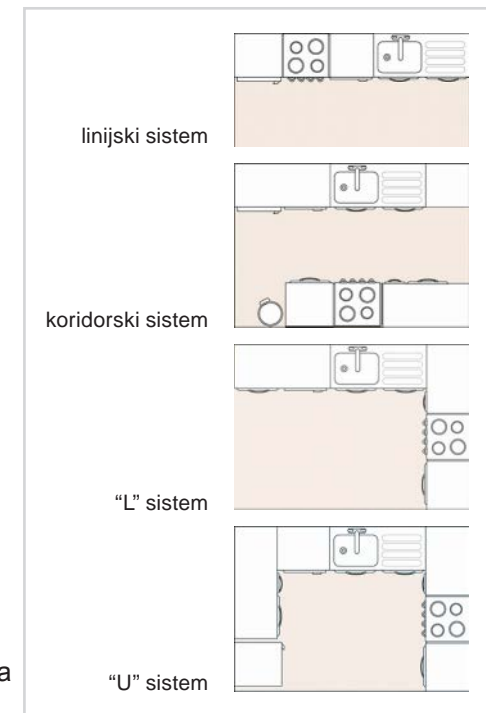 linijski sistem
koridorski sistem
“L” sistem
a
“U” sistem